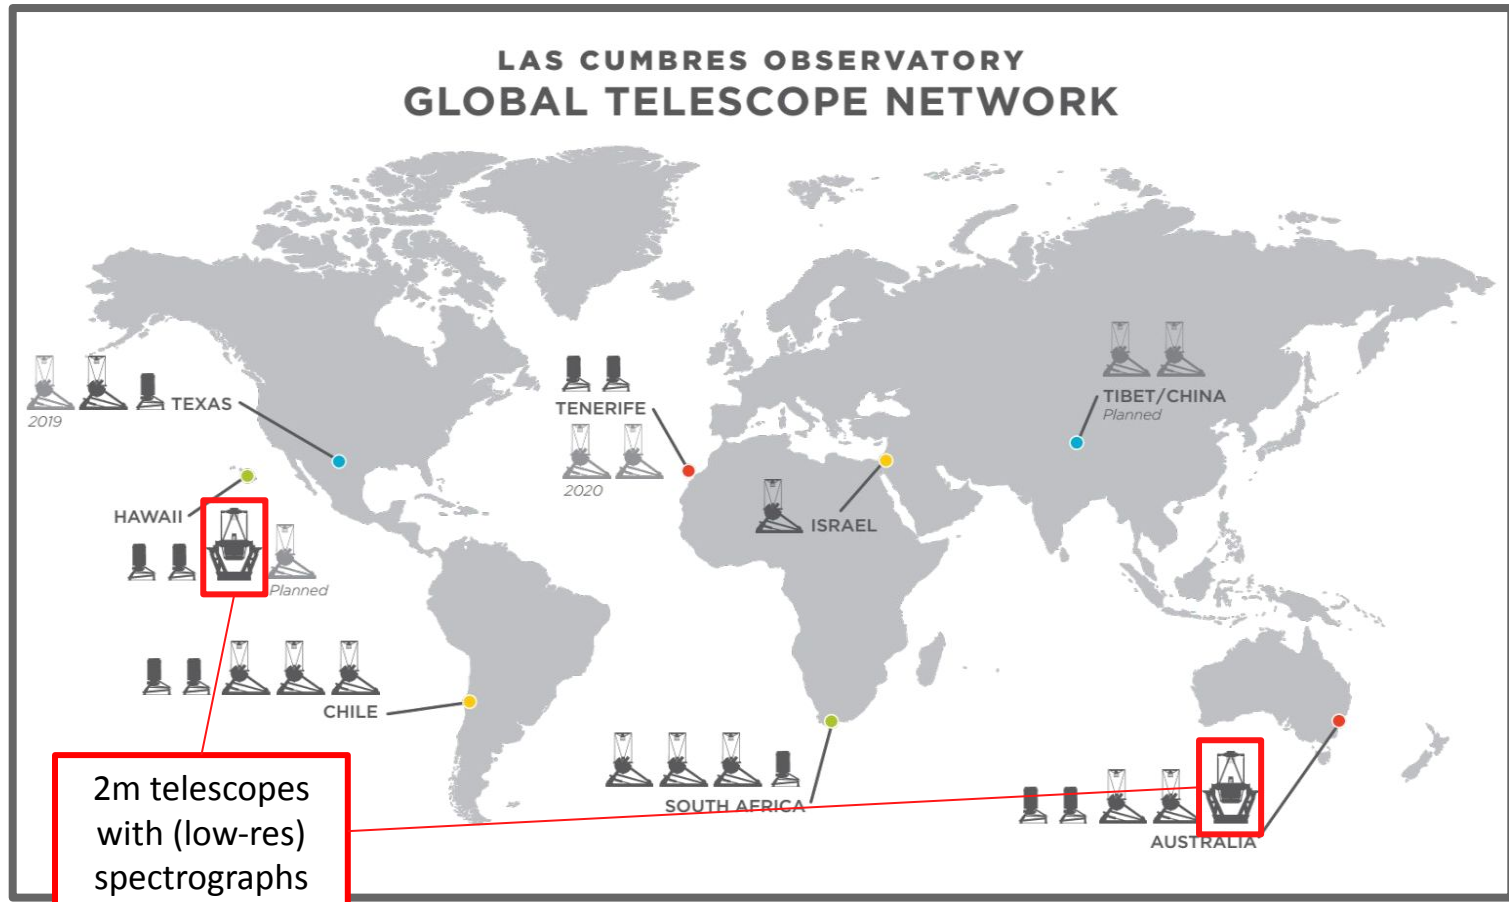 LAS CUMBRES OBSERVATORY
GLOBAL TELESCOPE NETWORK
TEXAS
2019
TENERIFE
2020
TIBET/CHINA
Planned
HAWAII
Planned
ISRAEL
CHILE
SOUTH AFRICA
AUSTRALIA
2m telescopes
with (low-res)
spectrographs